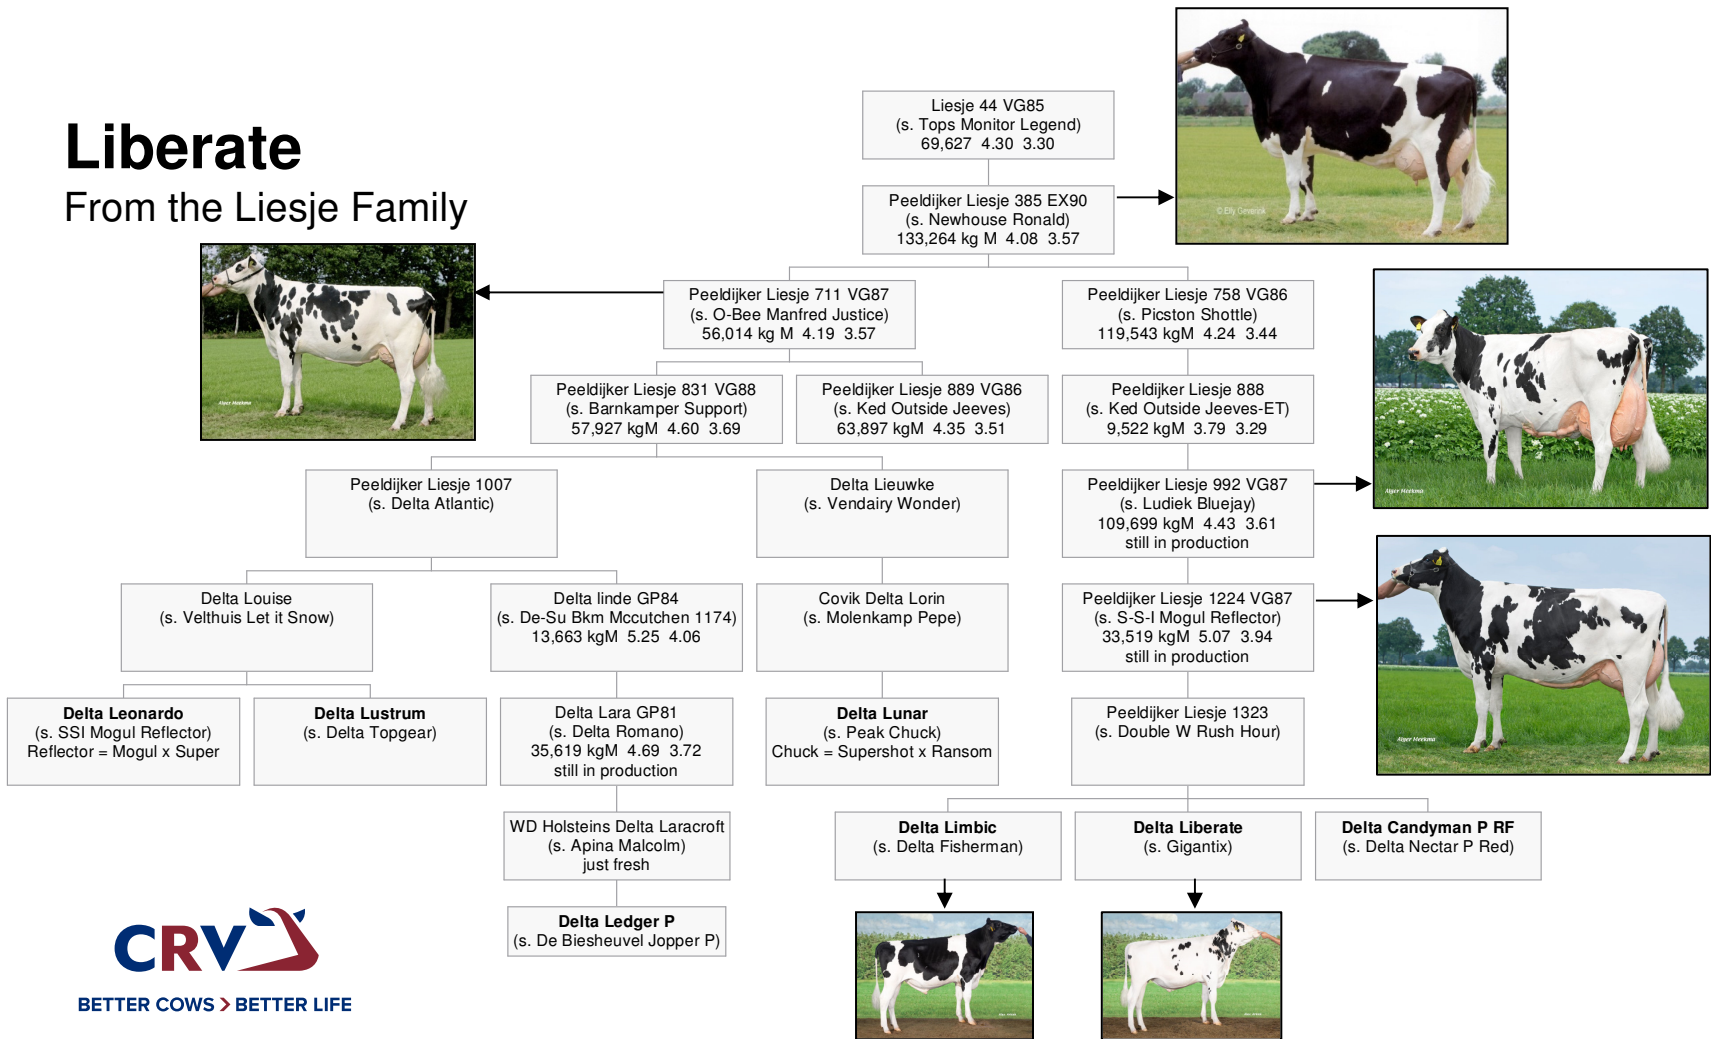 Liberate
From the Liesje Family
Liesje 44 VG85
(s. Tops Monitor Legend)
69,627 4.30 3.30
Peeldijker Liesje 385 EX90
(s. Newhouse Ronald)
133,264 kg M 4.08 3.57
© Elly Geverink
Peeldijker Liesje 711 VG87
(s. O-Bee Manfred Justice)
56,014 kg M 4.19 3.57
Peeldijker Liesje 758 VG86
(s. Picston Shottle)
119,543 kgM 4.24 3.44
Alger Meekma
Peeldijker Liesje 831 VG88
(s. Barnkamper Support)
57,927 kgM 4.60 3.69
Peeldijker Liesje 889 VG86
(s. Ked Outside Jeeves)
63,897 kgM 4.35 3.51
Peeldijker Liesje 888
(s. Ked Outside Jeeves-ET)
9,522 kgM 3.79 3.29
Peeldijker Liesje 1007
(s. Delta Atlantic)
Delta Lieuwke
(s. Vendairy Wonder)
Peeldijker Liesje 992 VG87
(s. Ludiek Bluejay)
109,699 kgM 4.43 3.61
still in production
Alger Meekma
Delta Louise
(s. Velthuis Let it Snow)
Delta linde GP84
(s. De-Su Bkm Mccutchen 1174)
13,663 kgM 5.25 4.06
Covik Delta Lorin
(s. Molenkamp Pepe)
Peeldijker Liesje 1224 VG87
(s. S-S-I Mogul Reflector)
33,519 kgM 5.07 3.94
still in production
Alger Meekma
Delta Leonardo
(s. SSI Mogul Reflector)
Reflector = Mogul x Super
Delta Lustrum
(s. Delta Topgear)
Delta Lara GP81
(s. Delta Romano)
35,619 kgM 4.69 3.72
still in production
Delta Lunar
(s. Peak Chuck)
Chuck = Supershot x Ransom
Peeldijker Liesje 1323
(s. Double W Rush Hour)
WD Holsteins Delta Laracroft
(s. Apina Malcolm)
just fresh
Delta Limbic
(s. Delta Fisherman)
Delta Liberate
(s. Gigantix)
Delta Candyman P RF
(s. Delta Nectar P Red)
Delta Ledger P
(s. De Biesheuvel Jopper P)
CRV
BETTER COWS > BETTER LIFE